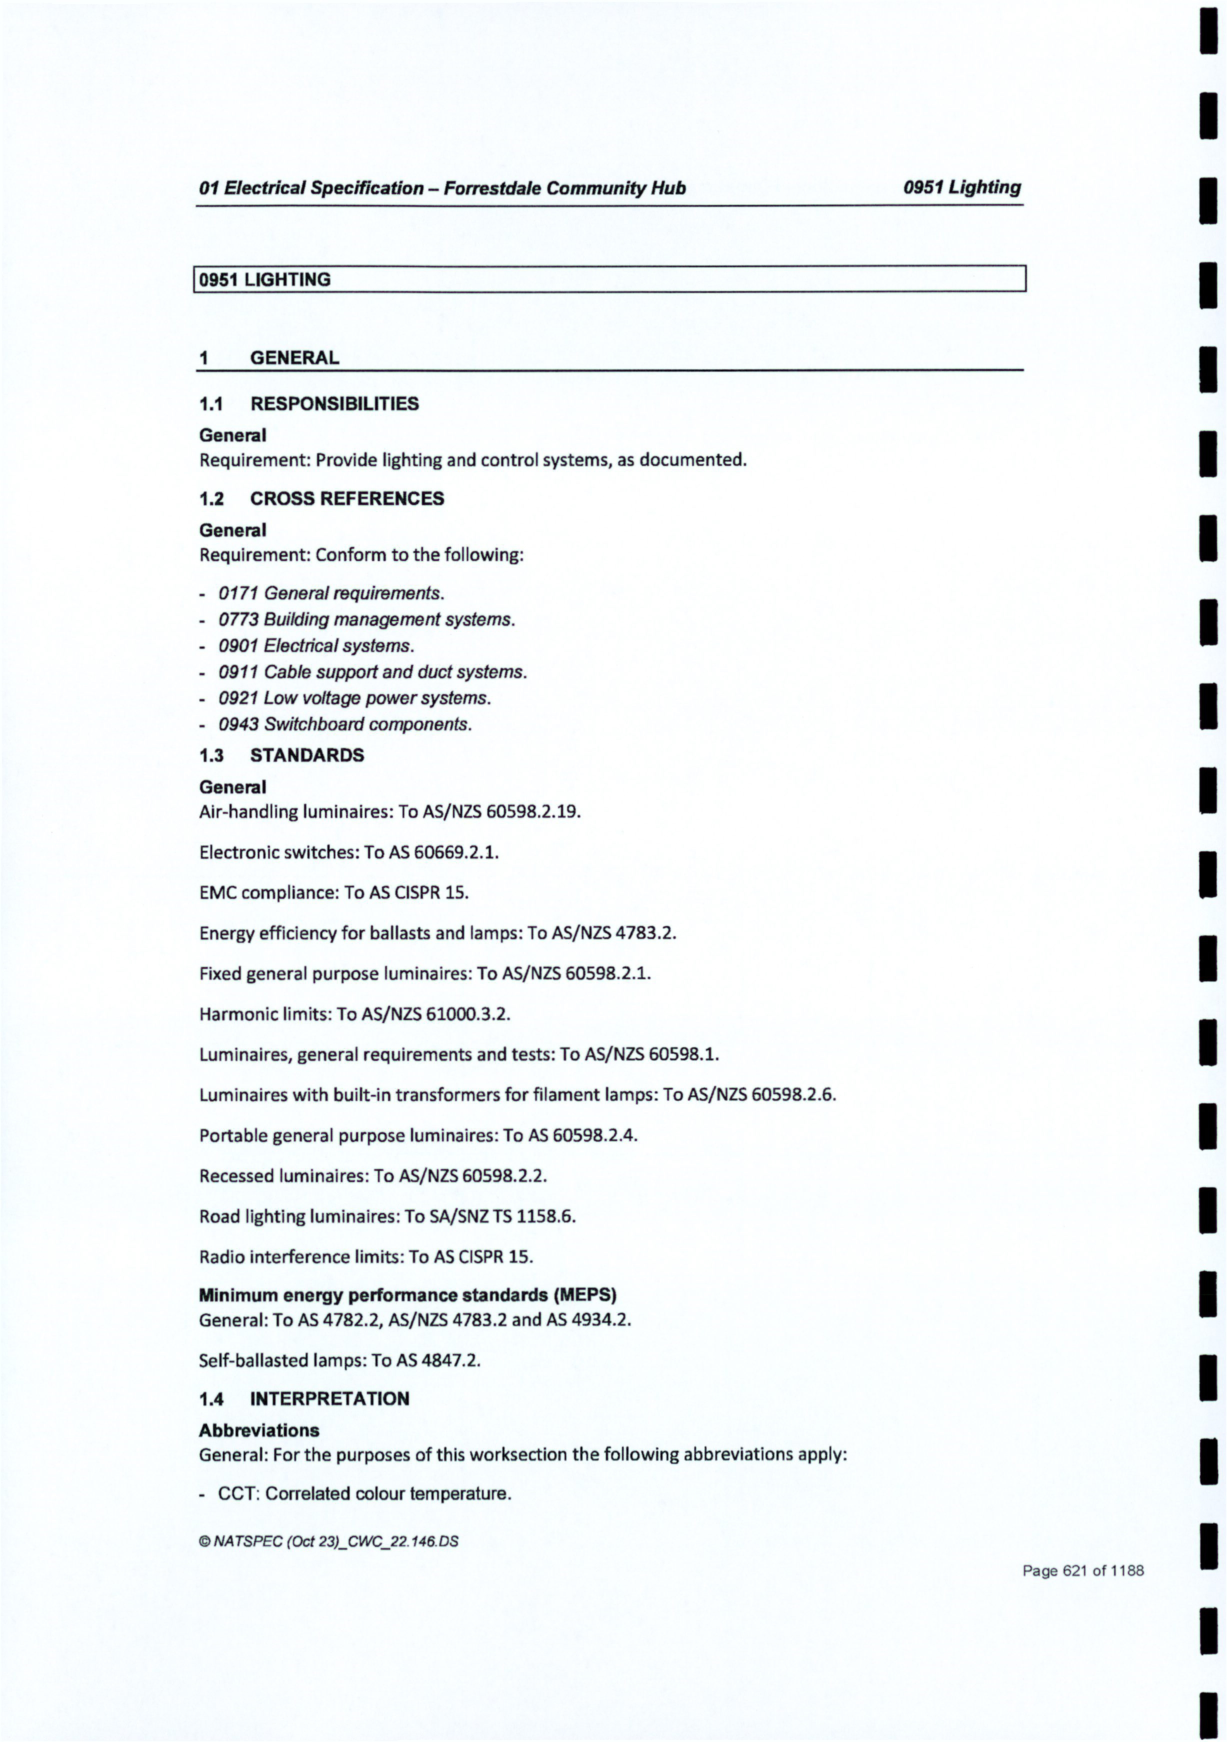 01 Electrical Specification – Forrestdale Community Hub 0951 Lighting
0951 LIGHTING
1 GENERAL
1.1 RESPONSIBILITIES
General
Requirement: Provide lighting and control systems, as documented.
1.2 CROSS REFERENCES
General
Requirement: Conform to the following:
- 0171 General requirements.
- 0773 Building management systems.
- 0901 Electrical systems.
- 0911 Cable support and duct systems.
- 0921 Low voltage power systems.
- 0943 Switchboard components.
1.3 STANDARDS
General
Air-handling luminaires: To AS/NZS 60598.2.19.
Electronic switches: To AS 60669.2.1.
EMC compliance: To AS CISPR 15.
Energy efficiency for ballasts and lamps: To AS/NZS 4783.2.
Fixed general purpose luminaires: To AS/NZS 60598.2.1.
Harmonic limits: To AS/NZS 61000.3.2.
Luminaires, general requirements and tests: To AS/NZS 60598.1.
Luminaires with built-in transformers for filament lamps: To AS/NZS 60598.2.6.
Portable general purpose luminaires: To AS 60598.2.4.
Recessed luminaires: To AS/NZS 60598.2.2.
Road lighting luminaires: To SA/SNZ TS 1158.6.
Radio interference limits: To AS CISPR 15.
Minimum energy performance standards (MEPS)
General: To AS 4782.2, AS/NZS 4783.2 and AS 4934.2.
Self-ballasted lamps: To AS 4847.2.
1.4 INTERPRETATION
Abbreviations
General: For the purposes of this worksection the following abbreviations apply:
- CCT: Correlated colour temperature.
© NATSPEC (Oct 23)_CWC_22.146.DS
Page 621 of 1188